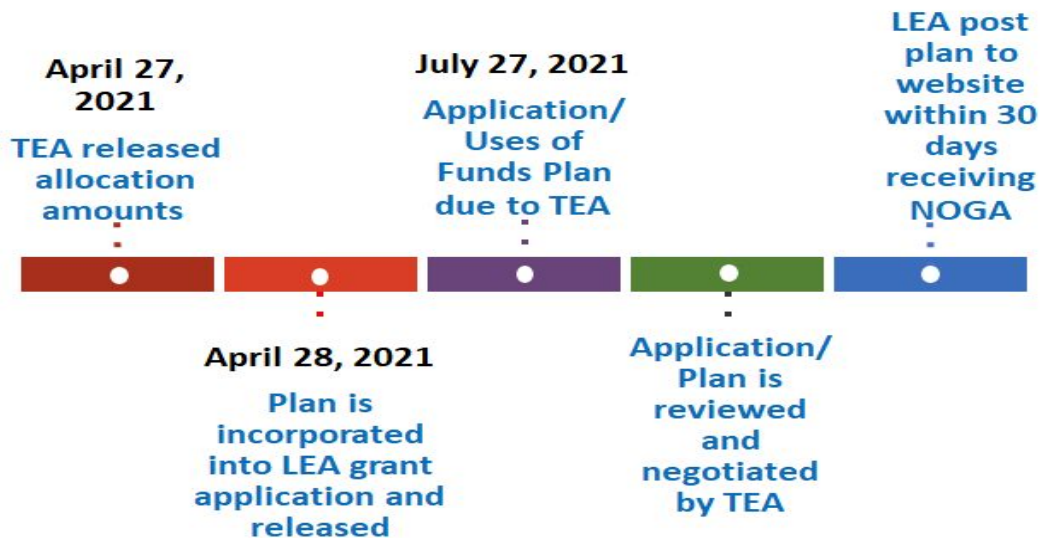 April 27,
2021
TEA released
allocation
amounts
April 28, 2021
Plan is
incorporated
into LEA grant
application and
released
July 27, 2021
Application/
Uses of
Funds Plan
due to TEA
Application/
Plan is
reviewed
and
negotiated
by TEA
LEA post
plan to
website
within 30
days
receiving
NOGA